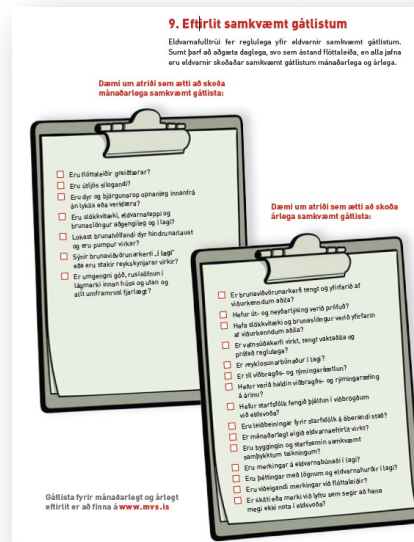 9. Eftirlit samkvæmt gátlistum
Eldvarnafulltrúi fer reglulega yfir eldvarnir samkvæmt gátlistum.
Sumt þarf að aðgæta daglega, svo sem ástand flóttaleiða, en að alla jafna
eru eldvarnir skoðaðar samkvæmt gátlistum mánaðarlega og árlega.
Dæmi um atriði sem ætti að skoða
mánaðarlega samkvæmt gátlista:
Eru flóttaleiðir greiðfærar?
Eru útljós sílogandi?
Eru dyr og björgunarop opnanleg innanfrá
án lykils eða verkfæra?
Eru slökkvitæki, eldvarnateppi og
brunaslöngur aðgengileg og í lagi?
Lokast brunahólfandi dyr hindrunarlaust
og eru pumpur virkar?
Sýnir brunaviðvörunarkerfi „í lagi"
eða eru stakir reykskynjarar virkir?
Er umgengni góð, ruslsöfnun í
lágmarki innan húss og utan og
allt umframrusl fjarlægt?
Dæmi um atriði sem ætti að skoða
árlega samkvæmt gátlista:
Er brunaviðvörunarkerfi tengt og yfirfarið af
viðurkenndum aðila?
Hefur út- og neyðarlýsing verið prófuð?
Hafa slökkvitæki og brunaslöngur verið yfirfarin
af viðurkenndum aðila?
Er vatnsúðakerfi virkt, tengt vaktaðila og
prófað reglulega?
Er reyklosunarbúnaður í lagi?
Er til viðbragðs- og rýmingaráætlun?
Hefur verið haldin viðbragðs- og rýmingaræfing
á árinu?
Hefur starfsfólk fengið þjálfun í viðbrögðum
við eldsvoða?
Eru leiðbeiningar fyrir starfsfólk á áberandi stað?
Er mánaðarlegt eigið eldvarnaeftirlit virkt?
Eru byggingin og starfsemin samkvæmt
samþykktum teikningum?
Eru merkingar á eldvarnabúnaði í lagi?
Eru þéttingar með lögnum og eldvarnahurðir í lagi?
Eru viðeigandi merkingar við flóttaleiðir?
Er skilti eða merki við lyftu sem segir að hana
megi ekki nota í eldsvoða?
Gátlista fyrir mánaðarlegt og árlegt
eftirlit er að finna á www.mvs.is